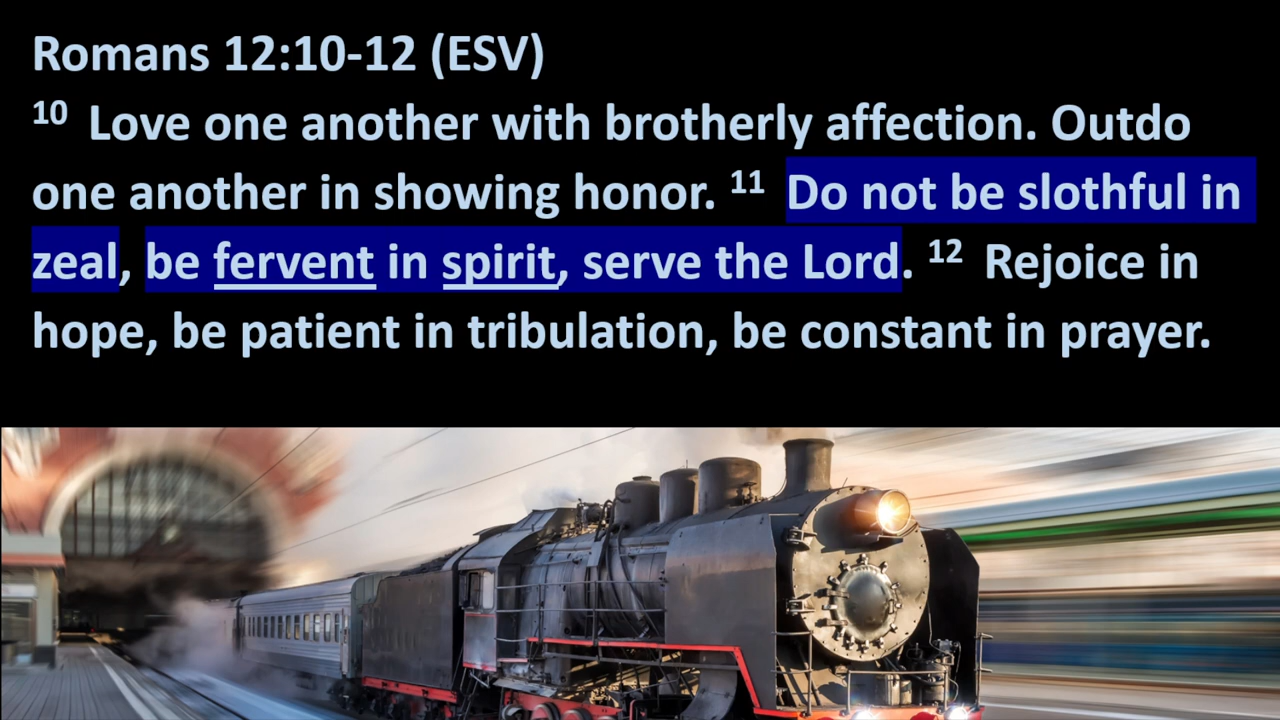 Romans 12:10-12 (ESV)
10 Love one another with brotherly affection. Outdo
one another in showing honor. 11 Do not be slothful in
zeal, be fervent in spirit, serve the Lord. 12 Rejoice in
hope, be patient in tribulation, be constant in prayer.